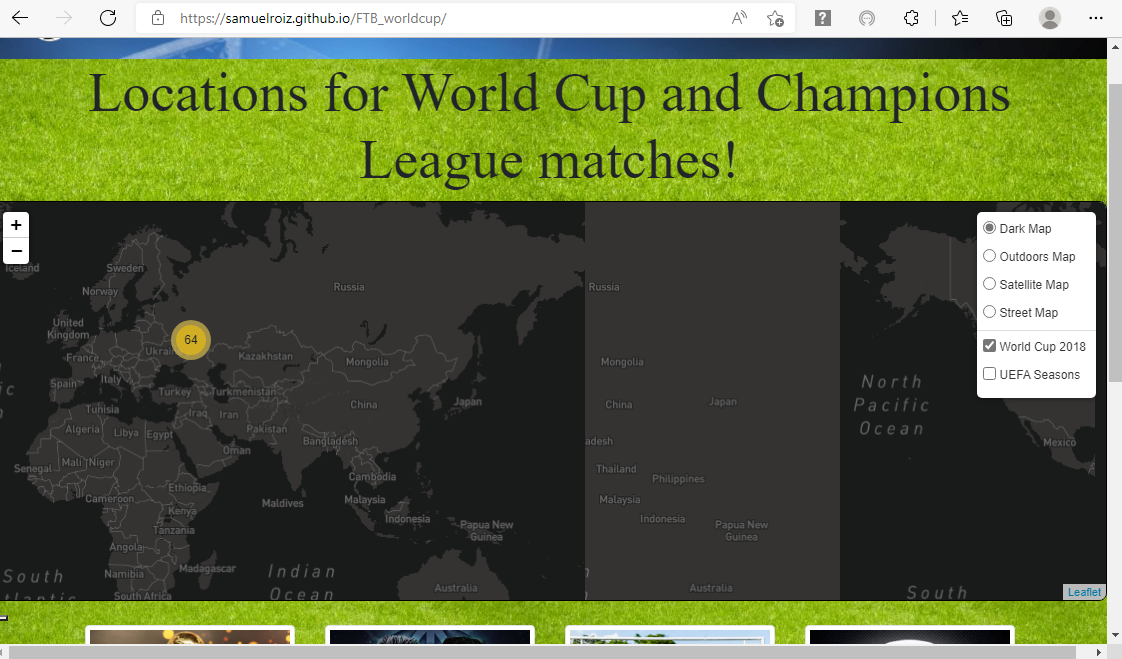 https://samuelroiz.github.io/FTB_worldcup/
Locations for World Cup and Champions
League matches!
+
−
Dark Map
Outdoors Map
Satellite Map
Street Map
World Cup 2018
UEFA Seasons
Iceland
Sweden
Norway
Russia
Russia
United
Kingdom
64
Ukrain
Kazakhstan
Mongolia
Mongolia
France
Spain
Italy
Turkey
Turkmenistan
China
Japan
China
Japan
North
Pacific
Ocean
Tunisia
Iraq
Iran
Algeria
Libya
Egypt
Pakistan
Bangladesh
adesh
Mexico
Oman
Senegal
Mali
Niger
Cambodia
Thailand
Philippines
Ethiopia
Cameroon
Maldives
Malaysia
Malaysia
Kenya
Indonesia
Indonesia
Tanzania
Papua New
Guinea
Papua New
Guinea
Angola
Namibia
Madagascar
South Africa
South
tlantic
Indian
Ocean
Australia
Australia
South
Leaflet